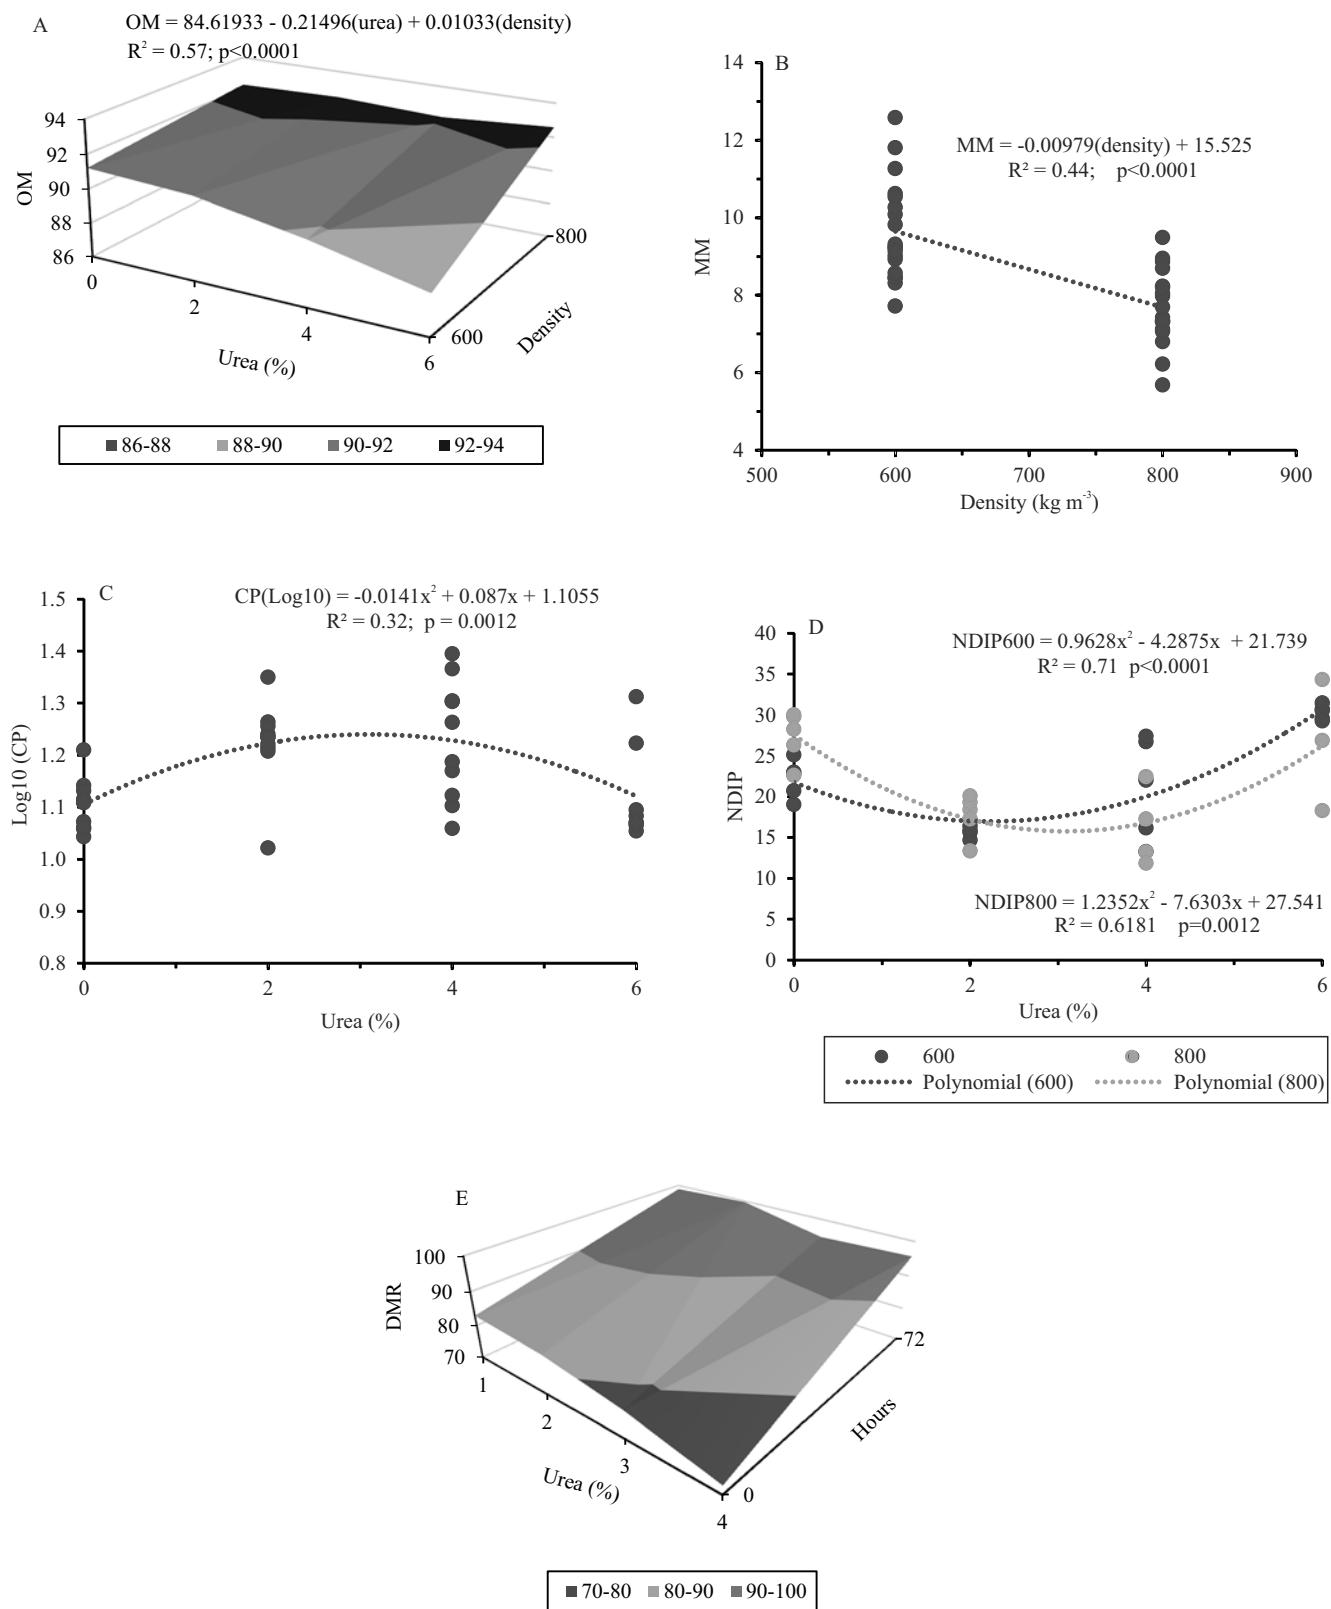 A
OM = 84.61933 - 0.21496(urea) + 0.01033(density)
R² = 0.57; p<0.0001
94
92
90
88
86
OM
0
2
4
6
Urea (%)
600
800
Density
86-88 88-90 90-92 92-94
B
14
12
10
8
6
4
MM
MM = -0.00979(density) + 15.525
R² = 0.44; p<0.0001
500 600 700 800 900
Density (kg m⁻³)
C
CP(Log10) = -0.0141x² + 0.087x + 1.1055
R² = 0.32; p = 0.0012
1.5
1.4
1.3
1.2
1.1
1.0
0.9
0.8
Log10 (CP)
0 2 4 6
Urea (%)
D
NDIP600 = 0.9628x² - 4.2875x + 21.739
R² = 0.71 p<0.0001
40
35
30
25
20
15
10
5
0
NDIP
NDIP800 = 1.2352x² - 7.6303x + 27.541
R² = 0.6181 p=0.0012
0 2 4 6
Urea (%)
600 800
Polynomial (600) Polynomial (800)
E
100
90
80
70
DMR
1
2
3
4
Urea (%)
0
72
Hours
70-80 80-90 90-100